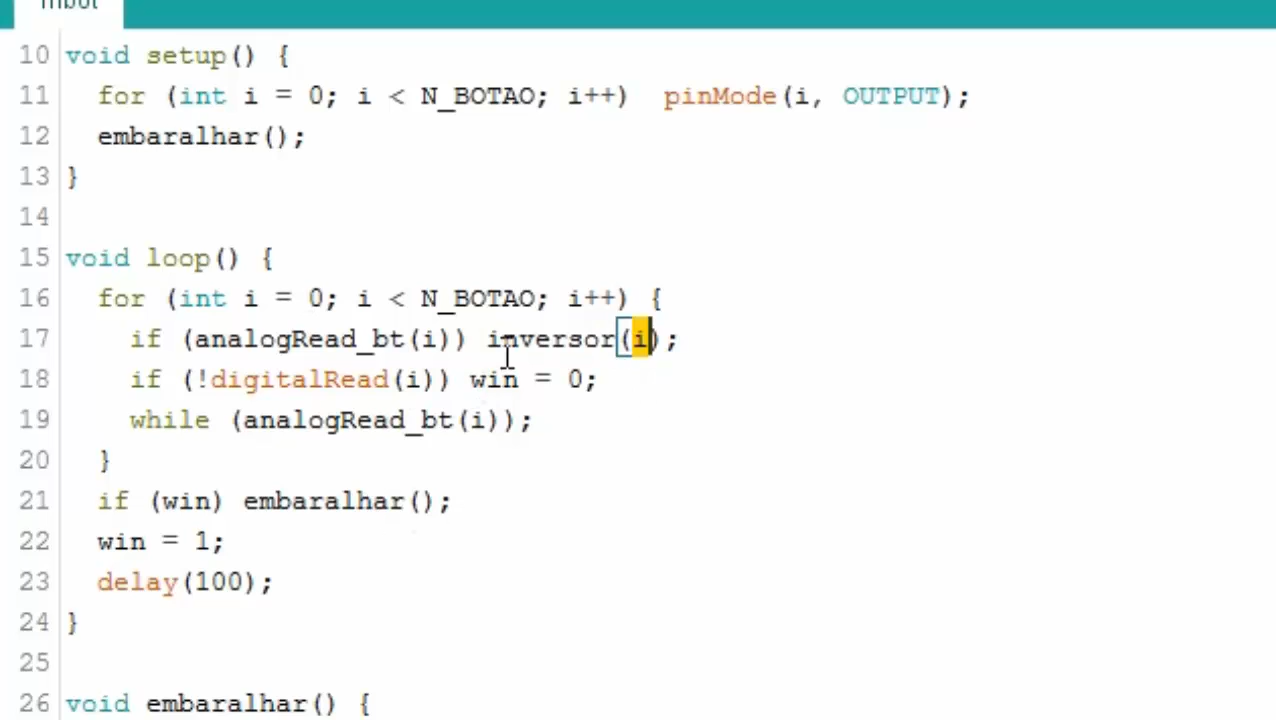 10 void setup() {
11 for (int i = 0; i < N_BOTAO; i++)  pinMode(i, OUTPUT);
12 embaralhar();
13 }
14
15 void loop() {
16 for (int i = 0; i < N_BOTAO; i++) {
17 if (analogRead_bt(i)) inversor(i);
18 if (!digitalRead(i)) win = 0;
19 while (analogRead_bt(i));
20 }
21 if (win) embaralhar();
22 win = 1;
23 delay(100);
24 }
25
26 void embaralhar() {